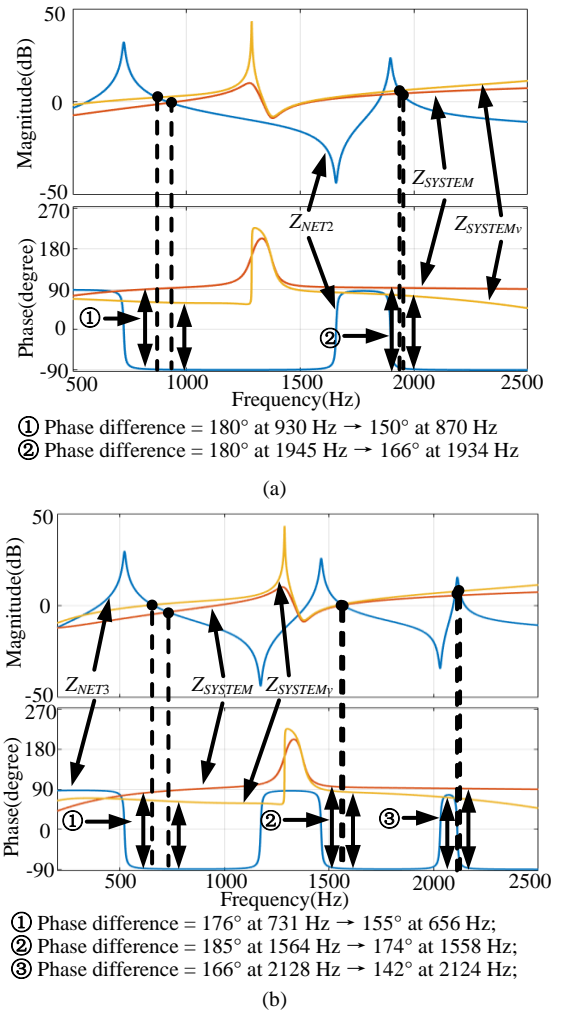 50
0
-50
Magnitude(dB)
Z_NET2
Z_SYSTEM
Z_SYSTEMv
270
180
90
0
-90
Phase(degree)
①
②
500 1000 1500 2000 2500
Frequency(Hz)
① Phase difference = 180° at 930 Hz → 150° at 870 Hz
② Phase difference = 180° at 1945 Hz → 166° at 1934 Hz
(a)
50
0
-50
Magnitude(dB)
Z_NET3
Z_SYSTEM
Z_SYSTEMv
270
180
90
0
-90
Phase(degree)
①
②
③
500 1000 1500 2000 2500
Frequency(Hz)
① Phase difference = 176° at 731 Hz → 155° at 656 Hz;
② Phase difference = 185° at 1564 Hz → 174° at 1558 Hz;
③ Phase difference = 166° at 2128 Hz → 142° at 2124 Hz;
(b)